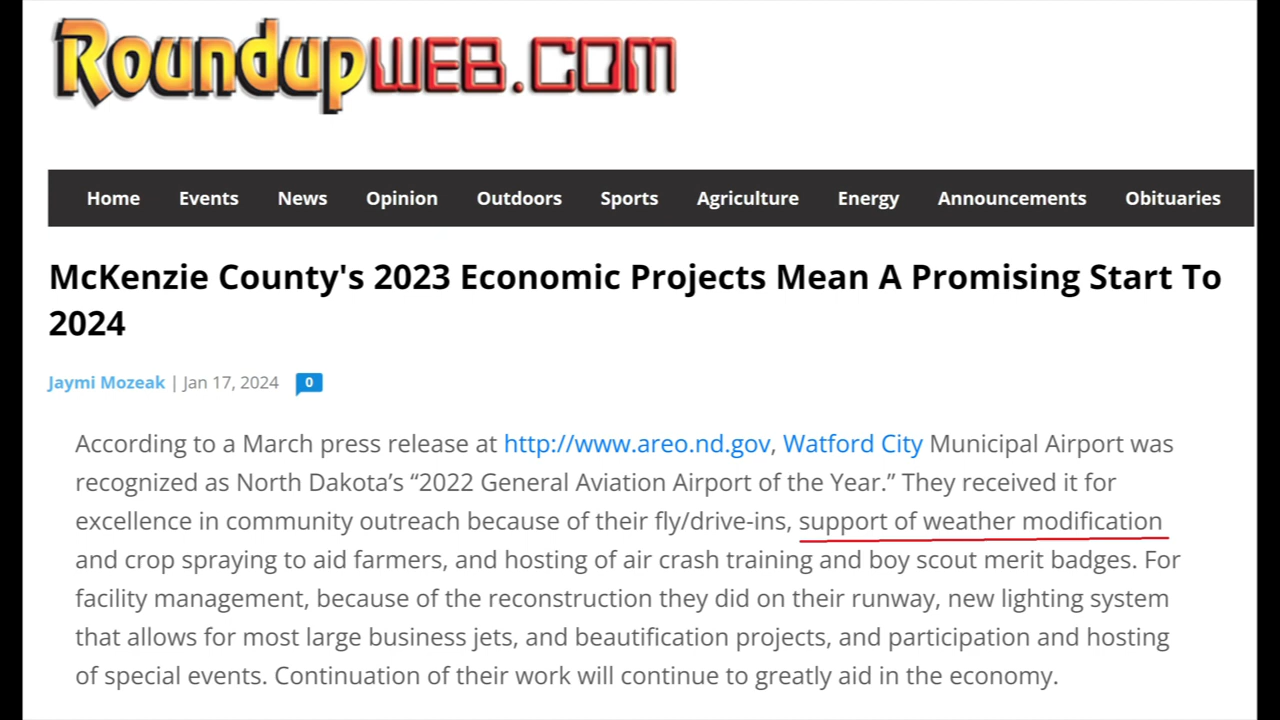 RoundupWEB.COM
Home Events News Opinion Outdoors Sports Agriculture Energy Announcements Obituaries
McKenzie County's 2023 Economic Projects Mean A Promising Start To
2024
Jaymi Mozeak | Jan 17, 2024 0
According to a March press release at http://www.areo.nd.gov, Watford City Municipal Airport was
recognized as North Dakota’s “2022 General Aviation Airport of the Year.” They received it for
excellence in community outreach because of their fly/drive-ins, support of weather modification
and crop spraying to aid farmers, and hosting of air crash training and boy scout merit badges. For
facility management, because of the reconstruction they did on their runway, new lighting system
that allows for most large business jets, and beautification projects, and participation and hosting
of special events. Continuation of their work will continue to greatly aid in the economy.